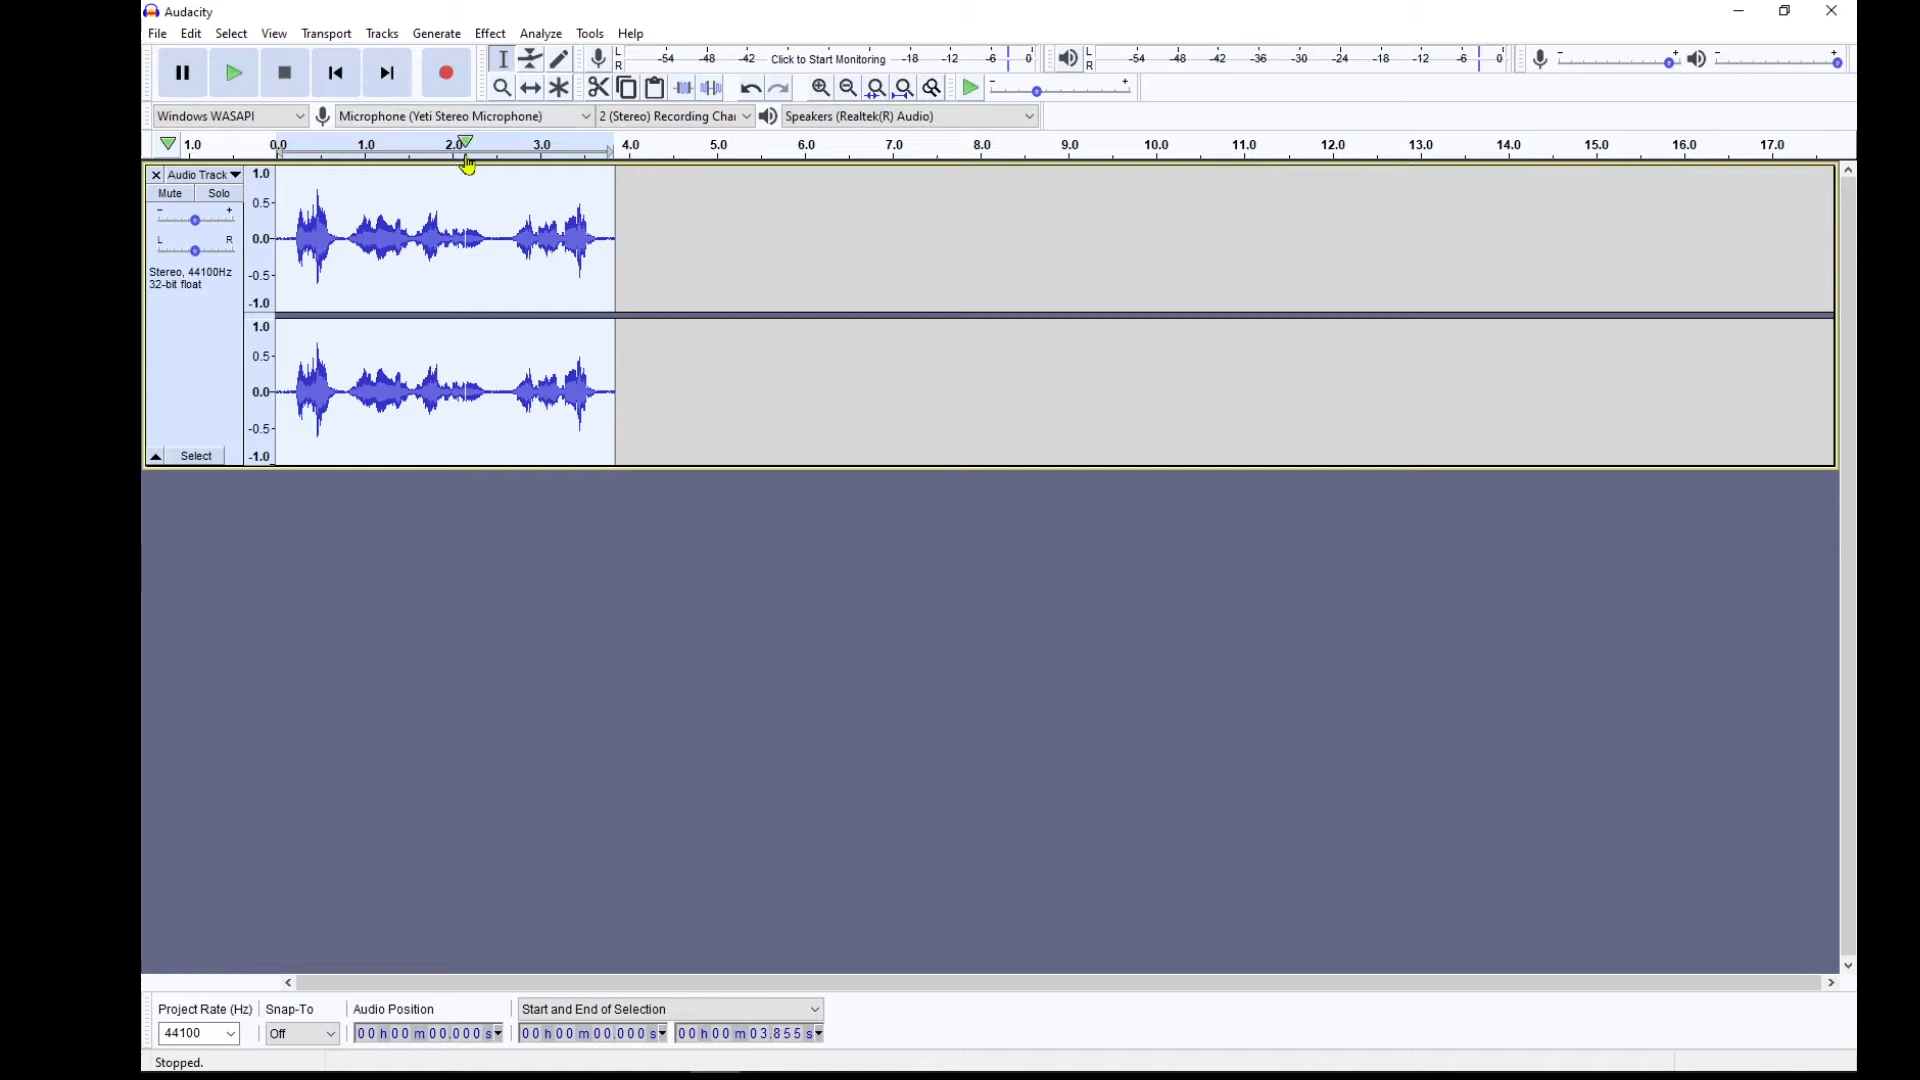 Audacity
File Edit Select View Transport Tracks Generate Effect Analyze Tools Help
L R -54 -48 -42 Click to Start Monitoring -18 -12 -6 0 L R -54 -48 -42 -36 -30 -24 -18 -12 -6 0
Windows WASAPI Microphone (Yeti Stereo Microphone) 2 (Stereo) Recording Chai Speakers (Realtek(R) Audio)
1.0 0.0 1.0 2.0 3.0 4.0 5.0 6.0 7.0 8.0 9.0 10.0 11.0 12.0 13.0 14.0 15.0 16.0 17.0
Audio Track 1.0
Mute Solo
0.5
L R 0.0
Stereo, 44100Hz
32-bit float
-0.5
-1.0
1.0
0.5
0.0
-0.5
Select -1.0
Project Rate (Hz) Snap-To Audio Position Start and End of Selection
44100 Off 00 h 00 m 00.000 s 00 h 00 m 00.000 s 00 h 00 m 03.855 s
Stopped.